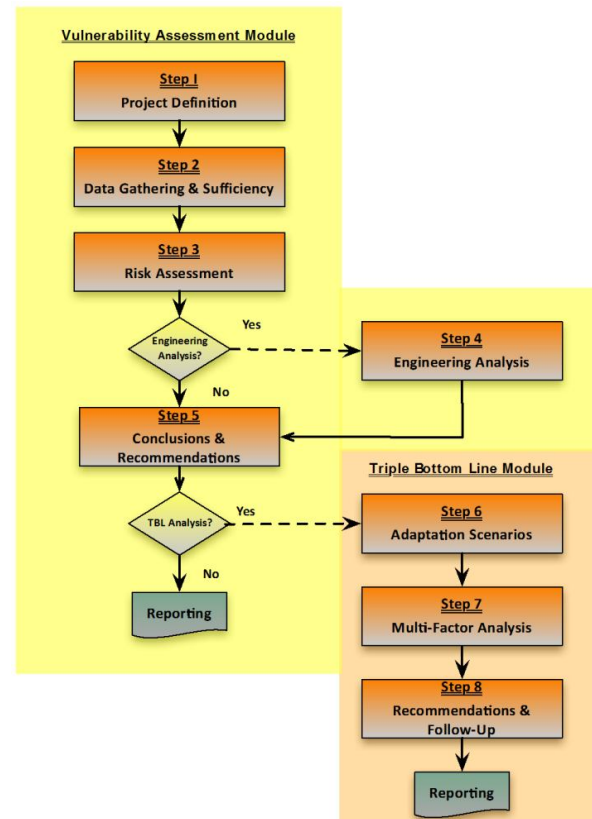 Vulnerability Assessment Module
Step 1
Project Definition
Step 2
Data Gathering & Sufficiency
Step 3
Risk Assessment
Engineering
Analysis?
Yes
No
Step 4
Engineering Analysis
Step 5
Conclusions &
Recommendations
TBL Analysis?
Yes
No
Reporting
Triple Bottom Line Module
Step 6
Adaptation Scenarios
Step 7
Multi-Factor Analysis
Step 8
Recommendations &
Follow-Up
Reporting